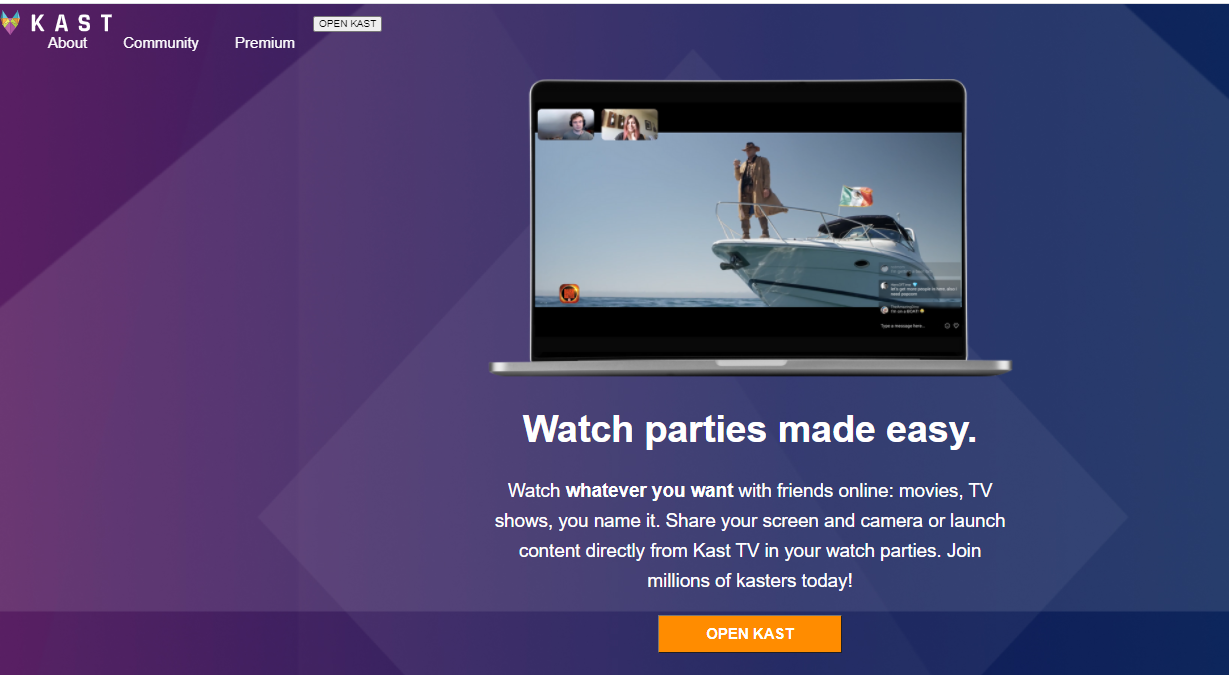 KAST
OPEN KAST
About
Community
Premium
Type a message here...
Watch parties made easy.
Watch whatever you want with friends online: movies, TV
shows, you name it. Share your screen and camera or launch
content directly from Kast TV in your watch parties. Join
millions of kasters today!
OPEN KAST